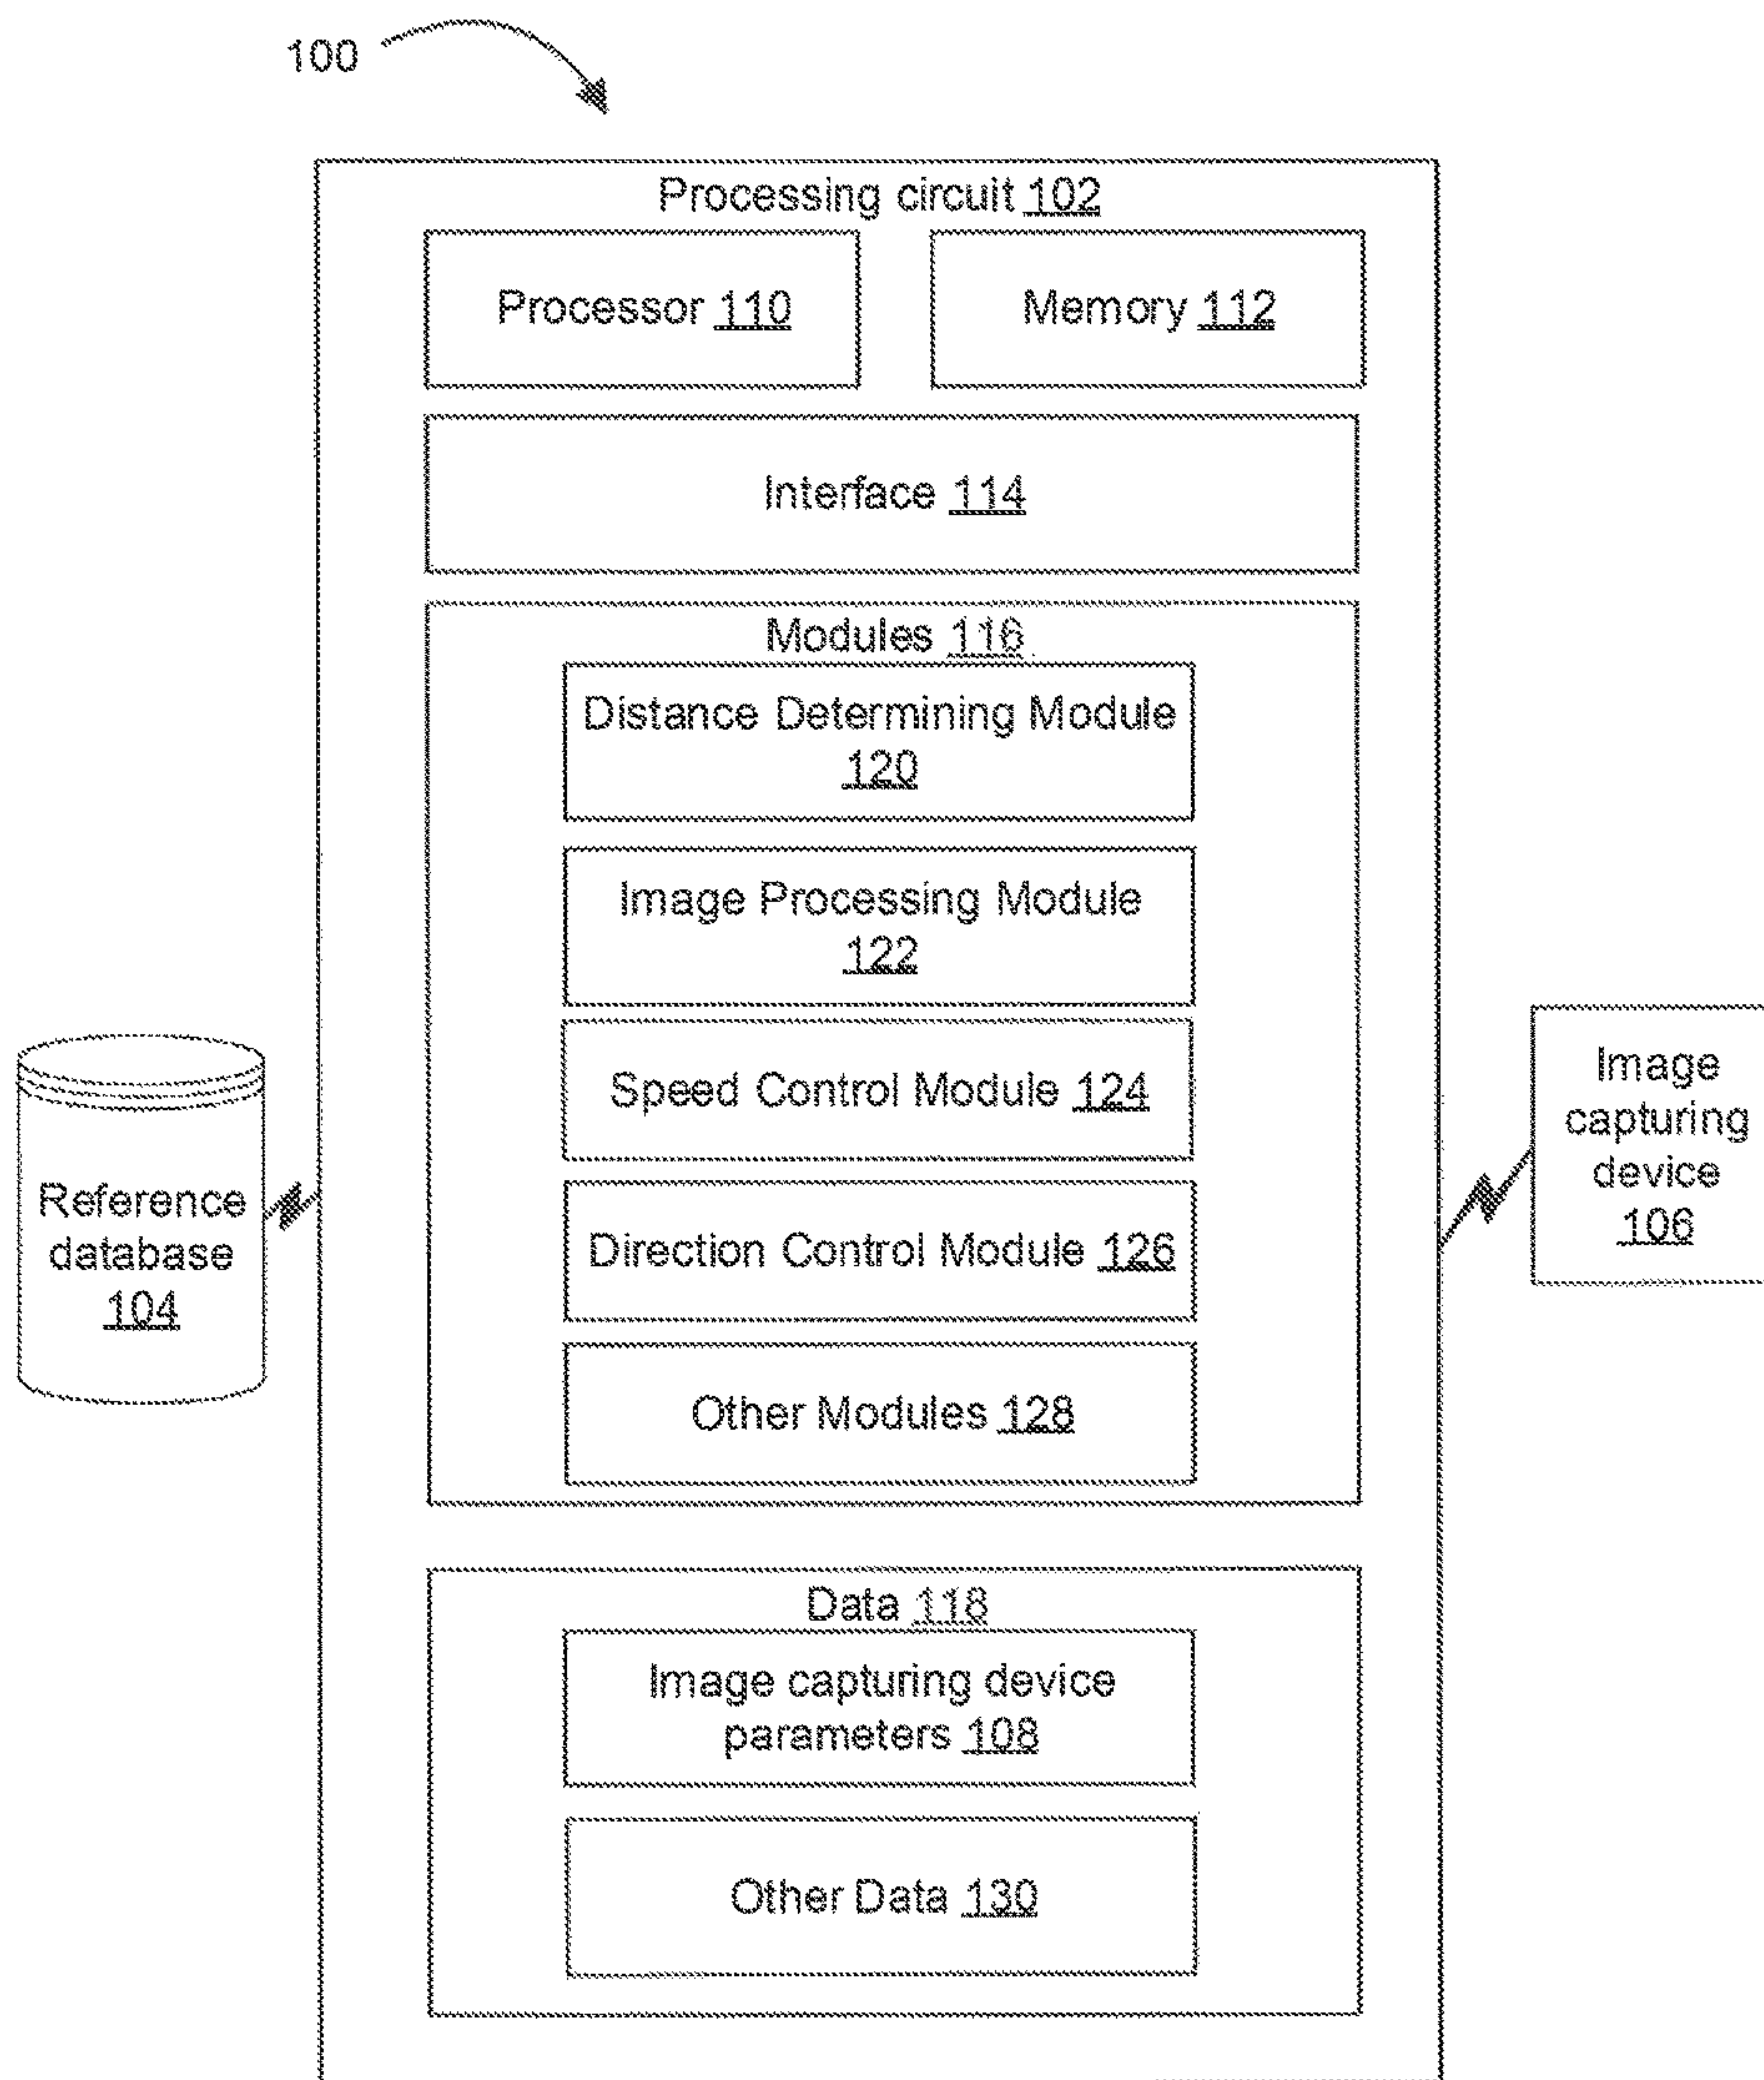 100
Processing circuit 102
Processor 110
Memory 112
Interface 114
Modules 116
Distance Determining Module
120
Image Processing Module
122
Speed Control Module 124
Direction Control Module 126
Other Modules 128
Reference
database
104
Image
capturing
device
106
Data 118
Image capturing device
parameters 108
Other Data 130